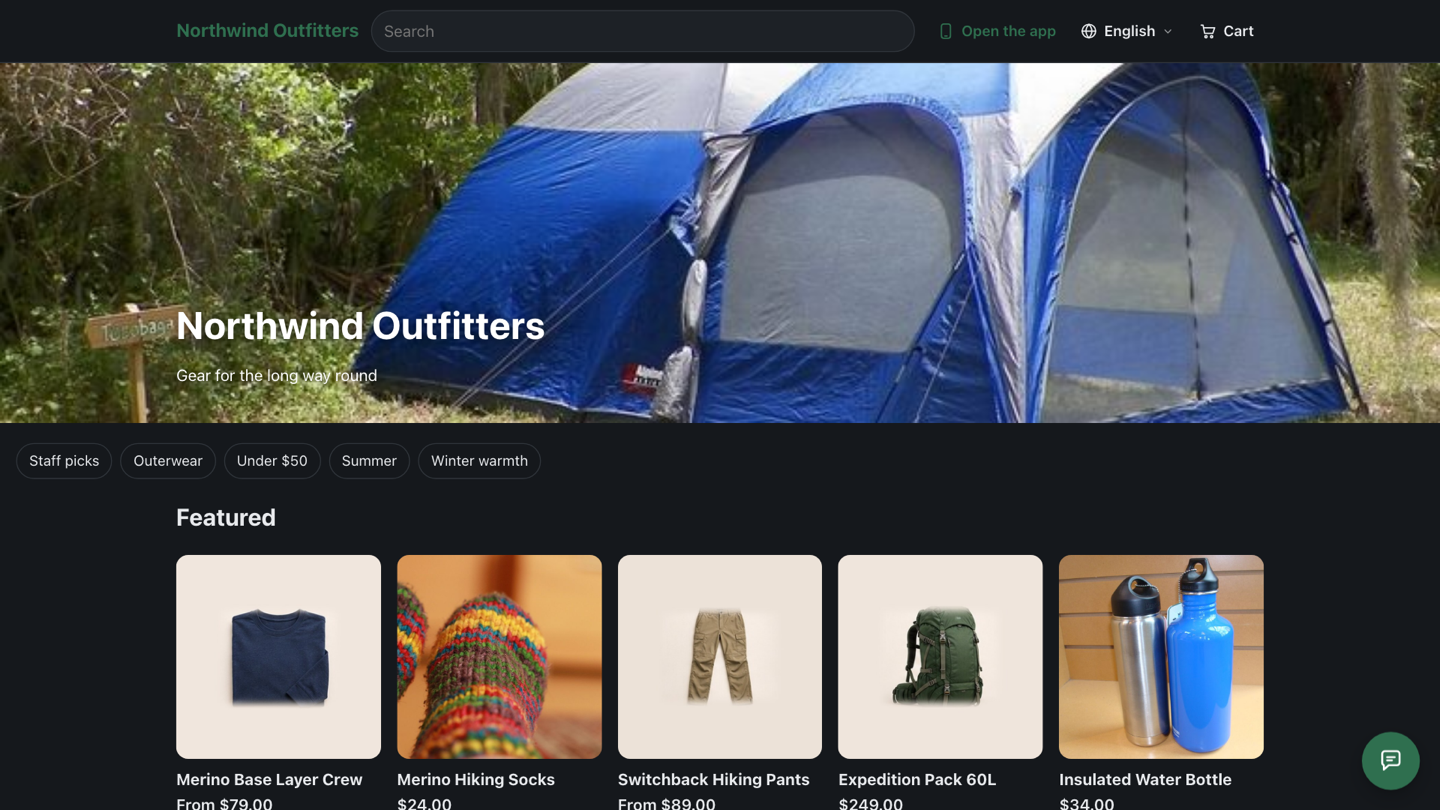 Northwind Outfitters
Search
Open the app
English
Cart
Northwind Outfitters
Gear for the long way round
Staff picks
Outerwear
Under $50
Summer
Winter warmth
Featured
Merino Base Layer Crew
From $79.00
Merino Hiking Socks
$24.00
Switchback Hiking Pants
From $89.00
Expedition Pack 60L
$249.00
Insulated Water Bottle
$34.00